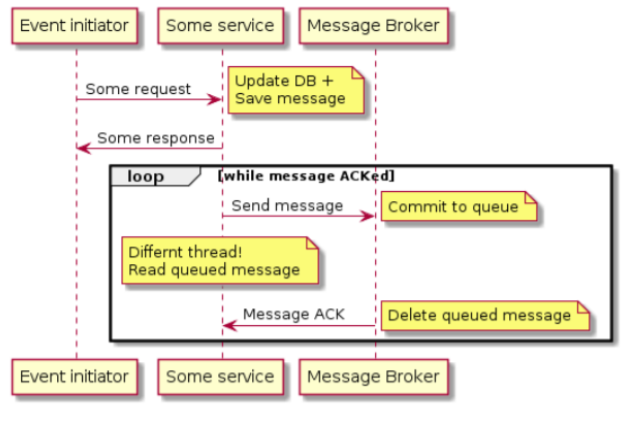 Event initiator
Some service
Message Broker
Update DB +
Save message
Some request
Some response
loop
[while message ACKed]
Send message
Commit to queue
Differnt thread!
Read queued message
Message ACK
Delete queued message
Event initiator
Some service
Message Broker